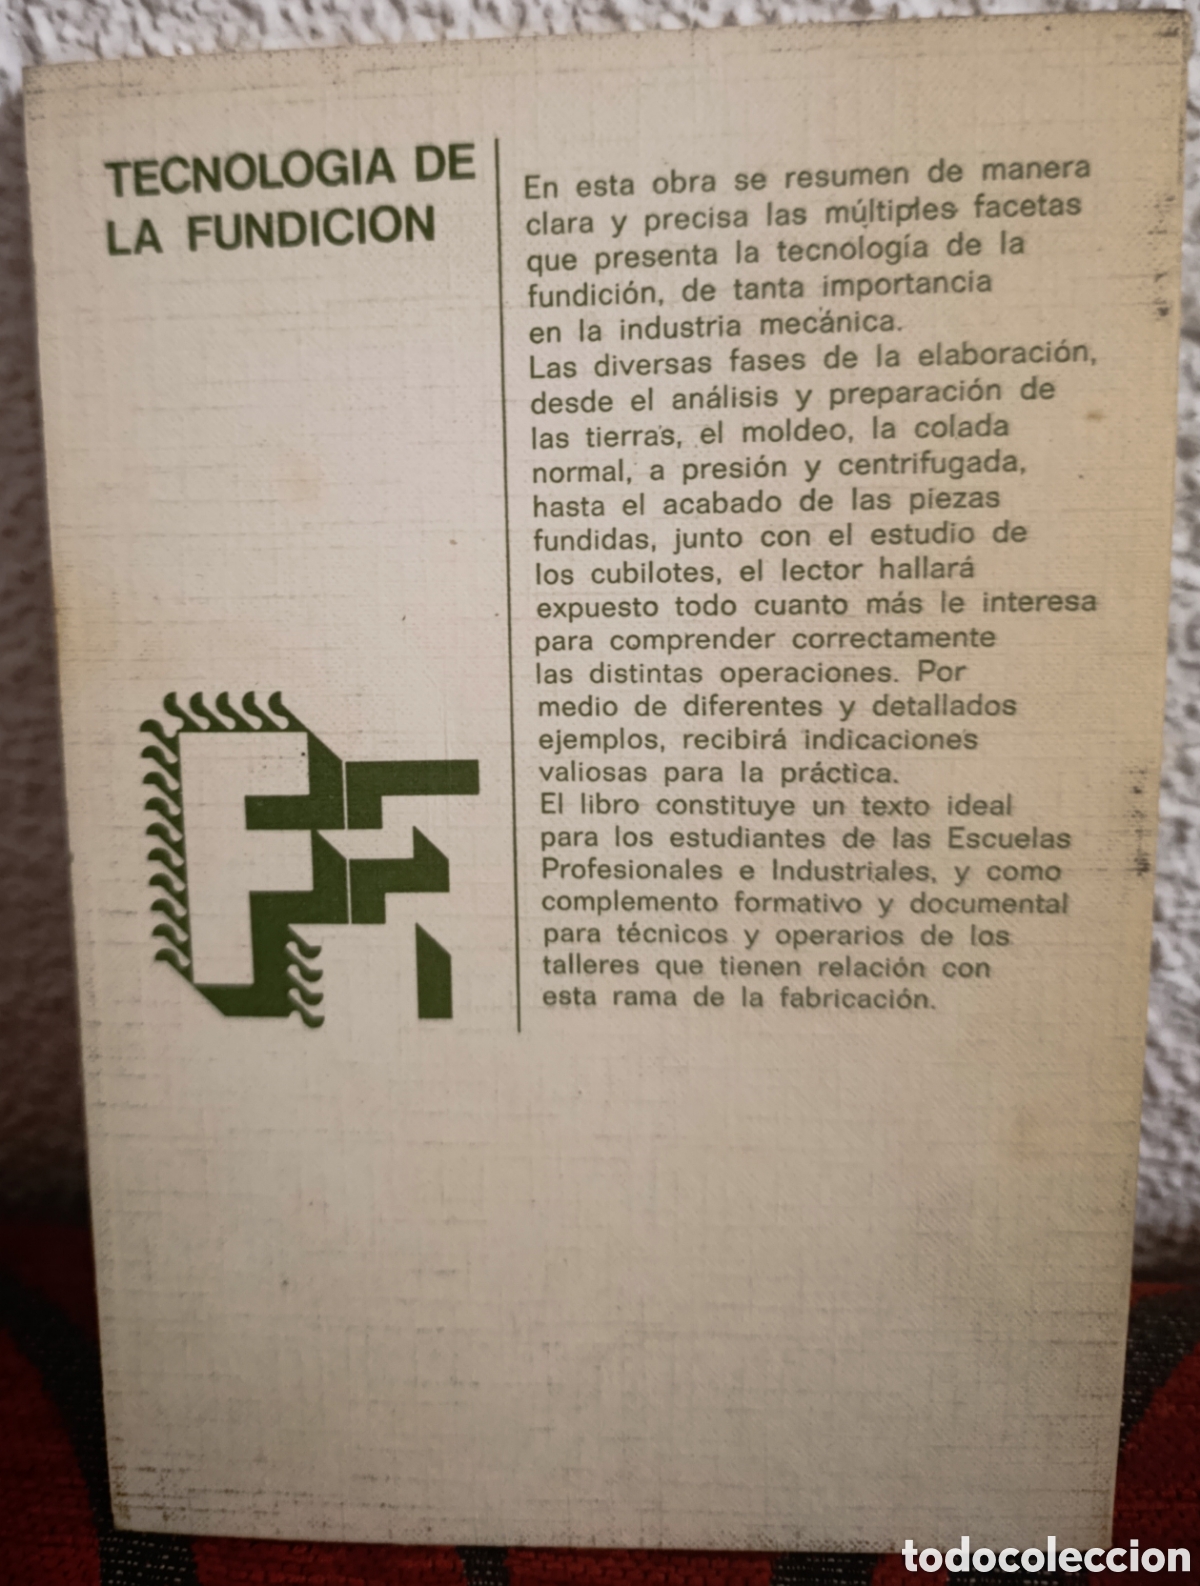 TECNOLOGIA DE
LA FUNDICION
En esta obra se resumen de manera
clara y precisa las múltiples facetas
que presenta la tecnología de la
fundición, de tanta importancia
en la industria mecánica.
Las diversas fases de la elaboración,
desde el análisis y preparación de
las tierras, el moldeo, la colada
normal, a presión y centrifugada,
hasta el acabado de las piezas
fundidas, junto con el estudio de
los cubilotes, el lector hallará
expuesto todo cuanto más le interesa
para comprender correctamente
las distintas operaciones. Por
medio de diferentes y detallados
ejemplos, recibirá indicaciones
valiosas para la práctica.
El libro constituye un texto ideal
para los estudiantes de las Escuelas
Profesionales e Industriales, y como
complemento formativo y documental
para técnicos y operarios de los
talleres que tienen relación con
esta rama de la fabricación.
todocoleccion